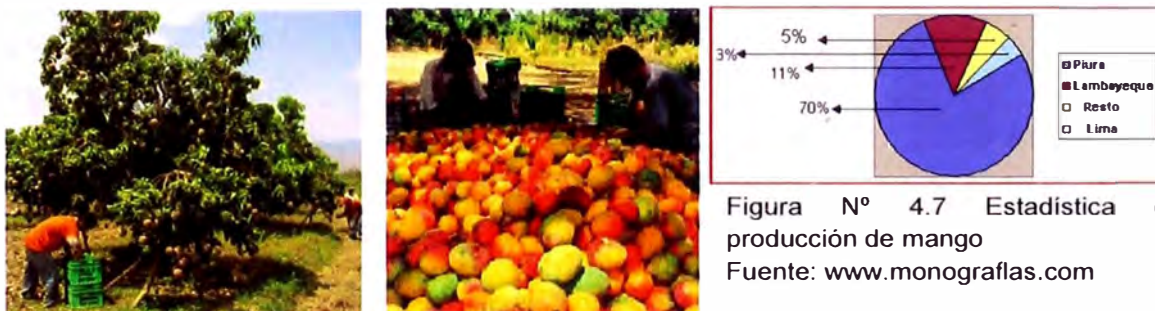 5%
3%
11%
70%
Piura
Lambayeque
Resto
Lima
Figura Nº 4.7 Estadística
producción de mango
Fuente: www.monograflas.com